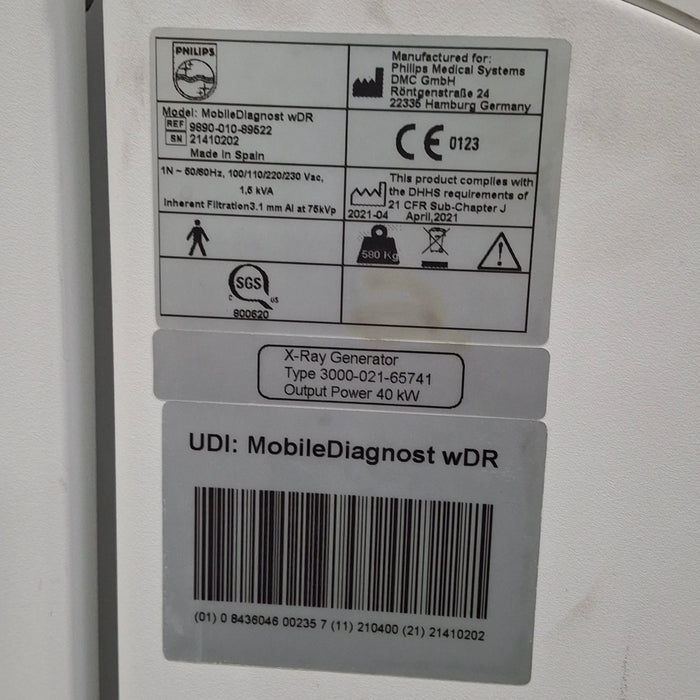 PHILIPS
Manufactured for:
Philips Medical Systems
DMC GmbH
Röntgenstraße 24
22335 Hamburg Germany
Model: MobileDiagnost wDR
REF 9890-010-89522
SN 21410202
Made in Spain
CE 0123
1N ~ 50/60Hz, 100/110/220/230 Vac,
1,5 kVA
Inherent Filtration3.1 mm Al at 75kVp
This product complies with
the DHHS requirements of
21 CFR Sub-Chapter J
2021-04 April,2021
580 Kg
SGS
C US
800620
X-Ray Generator
Type 3000-021-65741
Output Power 40 kW
UDI: MobileDiagnost wDR
(01) 0 8436046 00235 7 (11) 210400 (21) 21410202